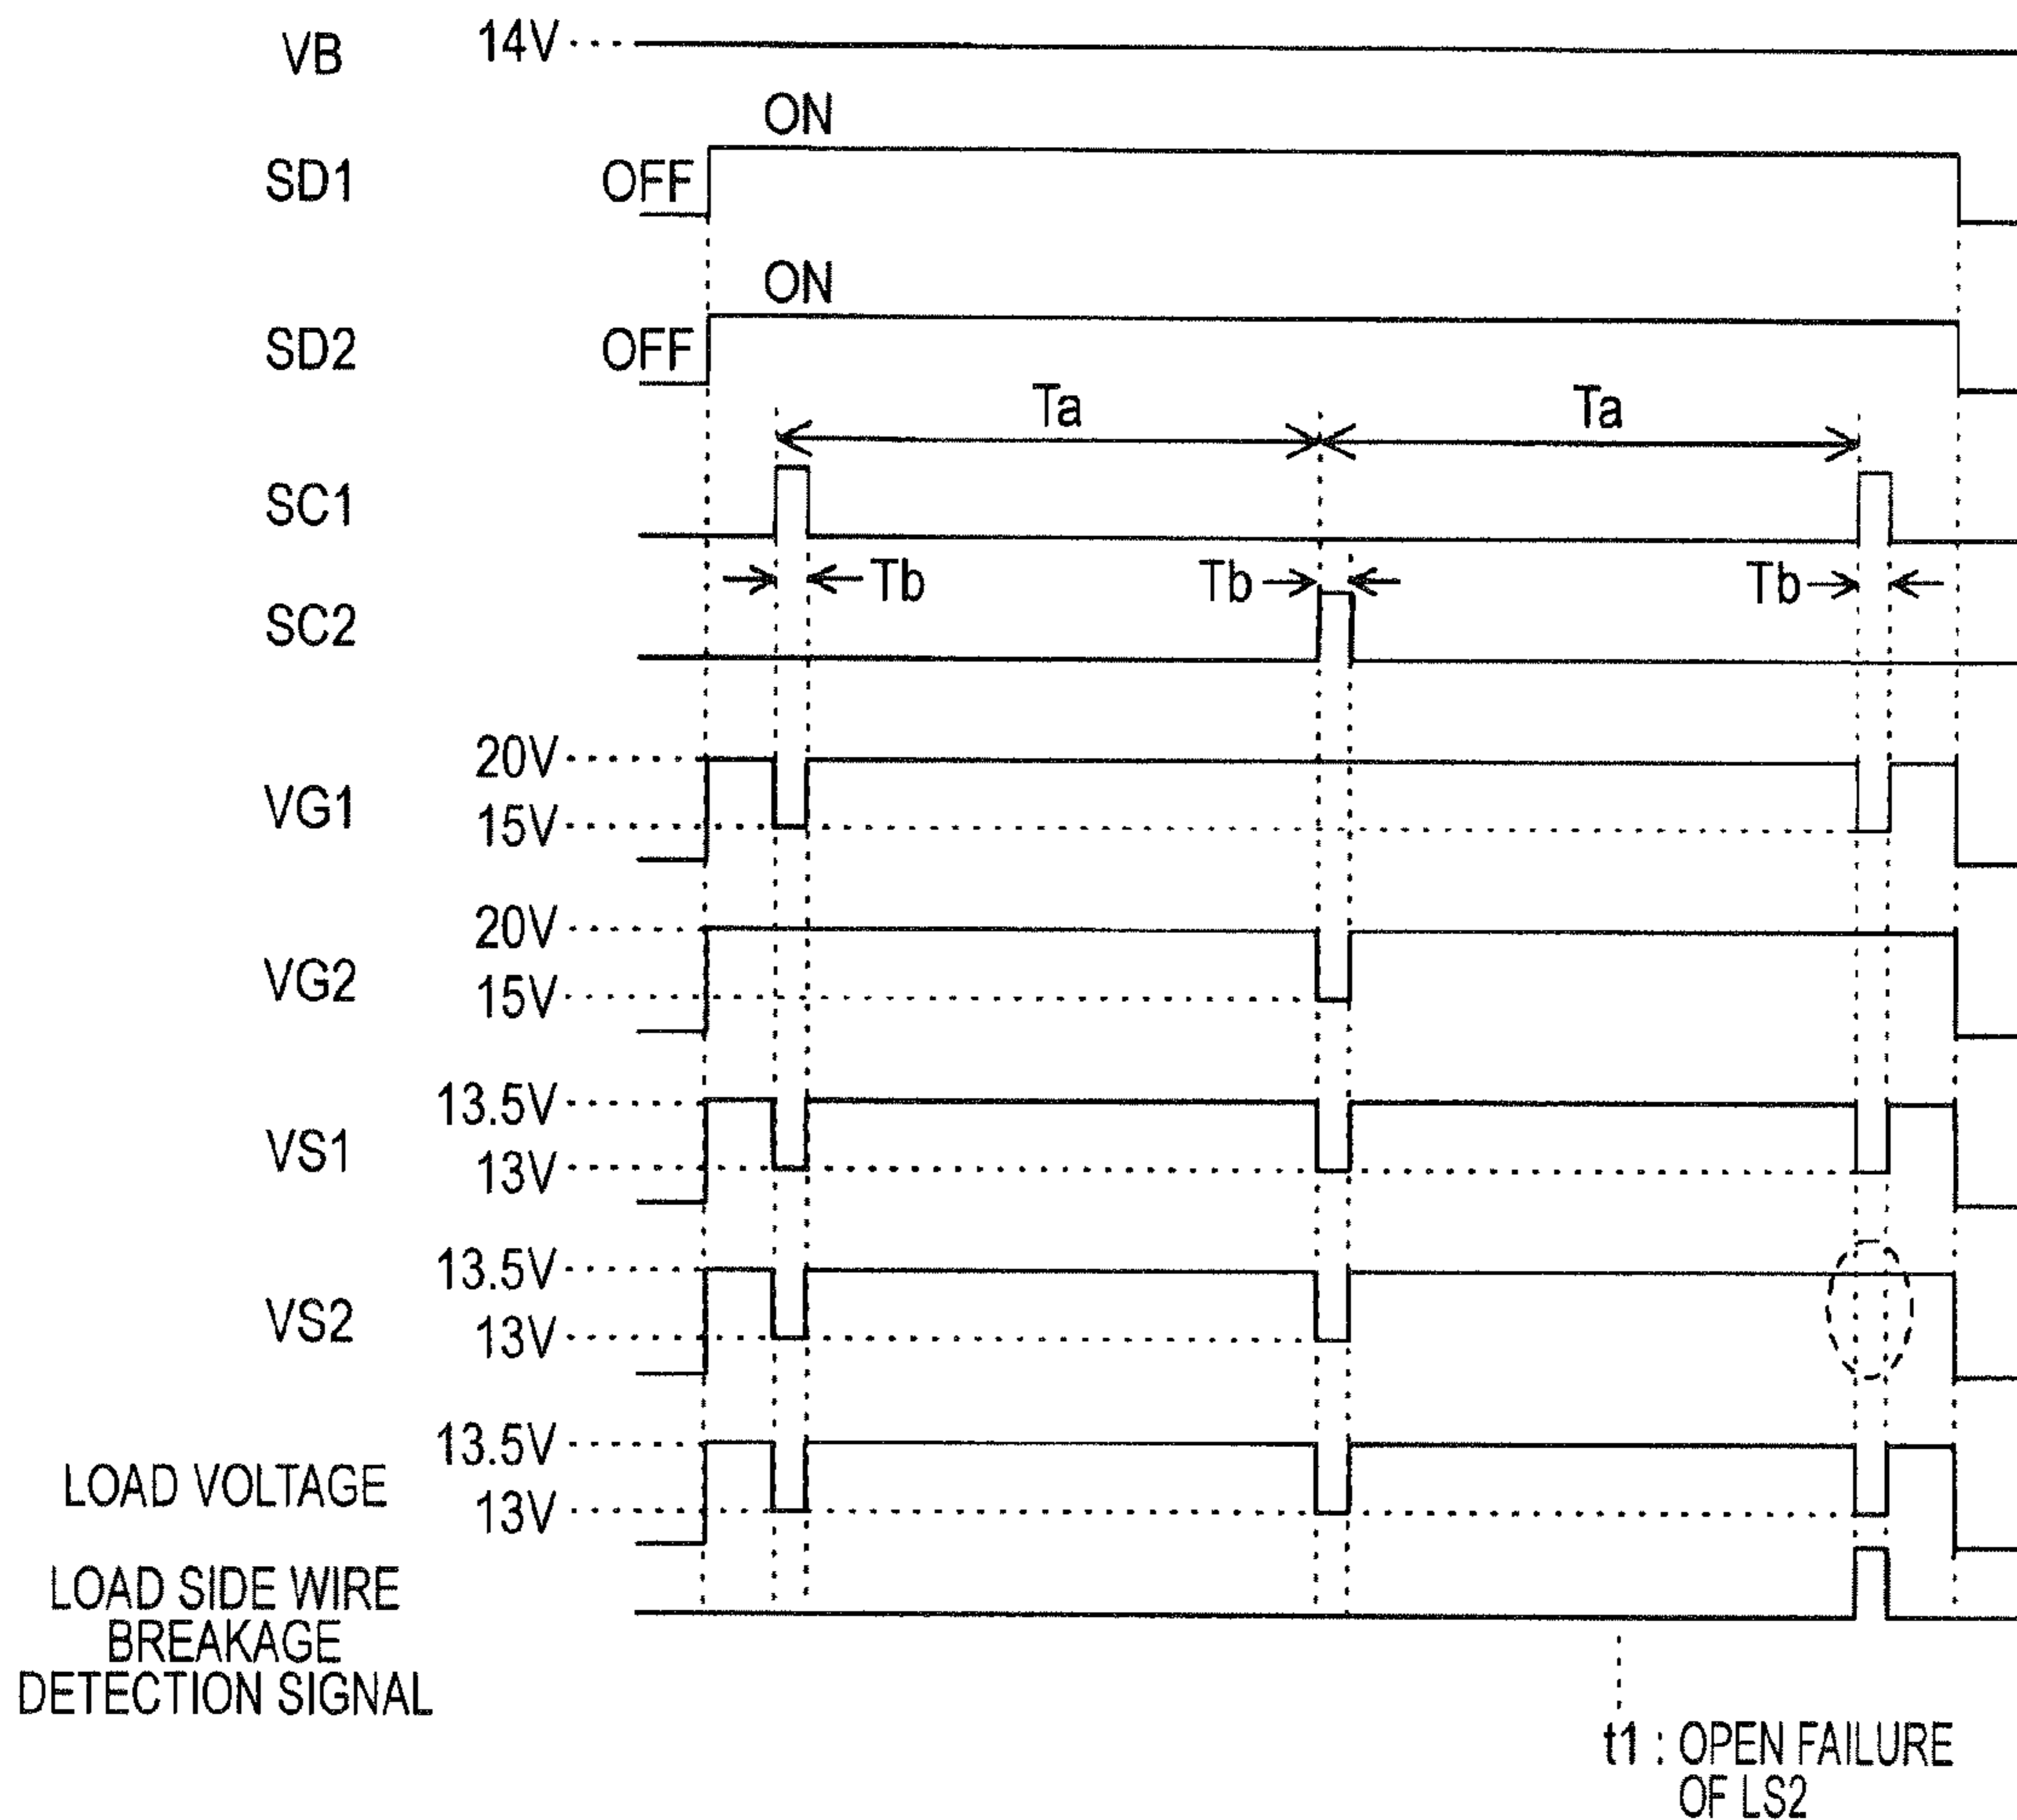 VB 14V
ON
SD1 OFF
ON
SD2 OFF
Ta Ta
SC1
Tb Tb Tb
SC2
20V
VG1
15V
20V
VG2
15V
13.5V
VS1
13V
13.5V
VS2
13V
13.5V
LOAD VOLTAGE
13V
LOAD SIDE WIRE
BREAKAGE
DETECTION SIGNAL
t1 : OPEN FAILURE
OF LS2